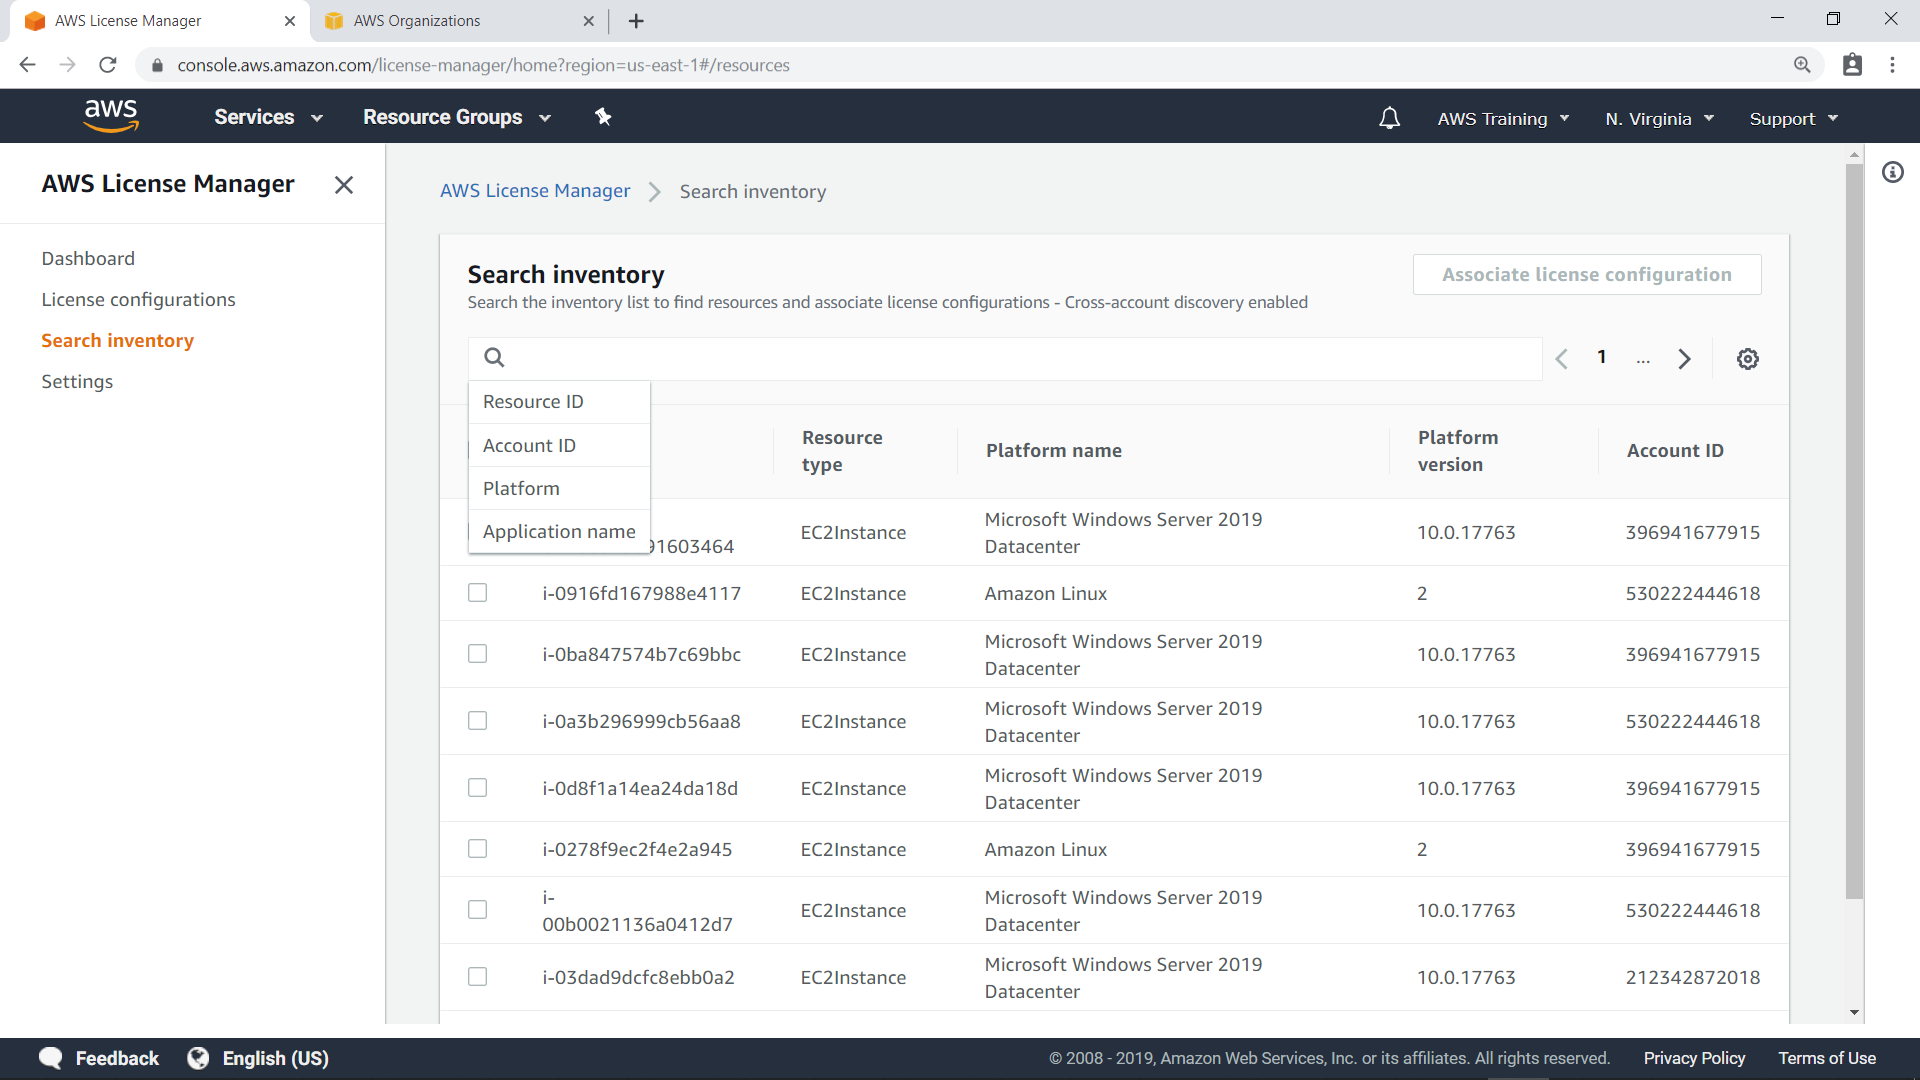 AWS License Manager
AWS Organizations
console.aws.amazon.com/license-manager/home?region=us-east-1#/resources
aws
Services
Resource Groups
AWS Training
N. Virginia
Support
AWS License Manager
Dashboard
License configurations
Search inventory
Settings
AWS License Manager
Search inventory
Search inventory
Search the inventory list to find resources and associate license configurations - Cross-account discovery enabled
Associate license configuration
1
...
Resource ID
Account ID
Platform
Application name
Resource
type
Platform name
Platform
version
Account ID
91603464
EC2Instance
Microsoft Windows Server 2019
Datacenter
10.0.17763
396941677915
i-0916fd167988e4117
EC2Instance
Amazon Linux
2
530222444618
i-0ba847574b7c69bbc
EC2Instance
Microsoft Windows Server 2019
Datacenter
10.0.17763
396941677915
i-0a3b296999cb56aa8
EC2Instance
Microsoft Windows Server 2019
Datacenter
10.0.17763
530222444618
i-0d8f1a14ea24da18d
EC2Instance
Microsoft Windows Server 2019
Datacenter
10.0.17763
396941677915
i-0278f9ec2f4e2a945
EC2Instance
Amazon Linux
2
396941677915
i-
00b0021136a0412d7
EC2Instance
Microsoft Windows Server 2019
Datacenter
10.0.17763
530222444618
i-03dad9dcfc8ebb0a2
EC2Instance
Microsoft Windows Server 2019
Datacenter
10.0.17763
212342872018
Feedback
English (US)
© 2008 - 2019, Amazon Web Services, Inc. or its affiliates. All rights reserved.
Privacy Policy
Terms of Use